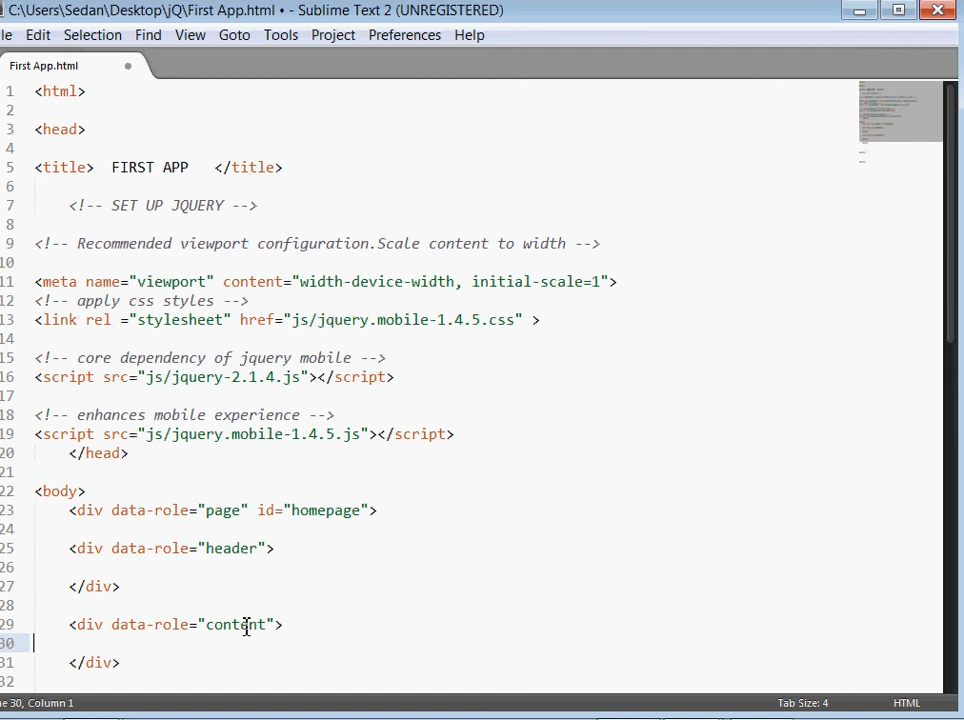 C:\Users\Sedan\Desktop\jQ\First App.html • - Sublime Text 2 (UNREGISTERED)
le Edit Selection Find View Goto Tools Project Preferences Help
First App.html
1 <html>
2
3 <head>
4
5 <title>  FIRST APP   </title>
6
7 <!-- SET UP JQUERY -->
8
9 <!-- Recommended viewport configuration.Scale content to width -->
10
11 <meta name="viewport" content="width-device-width, initial-scale=1">
12 <!-- apply css styles -->
13 <link rel ="stylesheet" href="js/jquery.mobile-1.4.5.css" >
14
15 <!-- core dependency of jquery mobile -->
16 <script src="js/jquery-2.1.4.js"></script>
17
18 <!-- enhances mobile experience -->
19 <script src="js/jquery.mobile-1.4.5.js"></script>
20 </head>
21
22 <body>
23 <div data-role="page" id="homepage">
24
25 <div data-role="header">
26
27 </div>
28
29 <div data-role="content">
30
31 </div>
32
ne 30, Column 1 Tab Size: 4 HTML